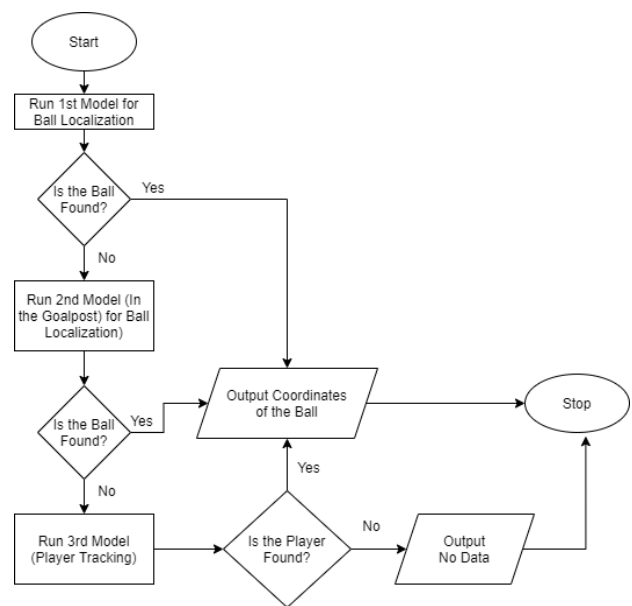 Start
Run 1st Model for
Ball Localization
Is the Ball
Found?
Yes
No
Run 2nd Model (In
the Goalpost) for Ball
Localization)
Output Coordinates
of the Ball
Stop
Is the Ball
Found?
Yes
No
Yes
Run 3rd Model
(Player Tracking)
Is the Player
Found?
No
Output
No Data